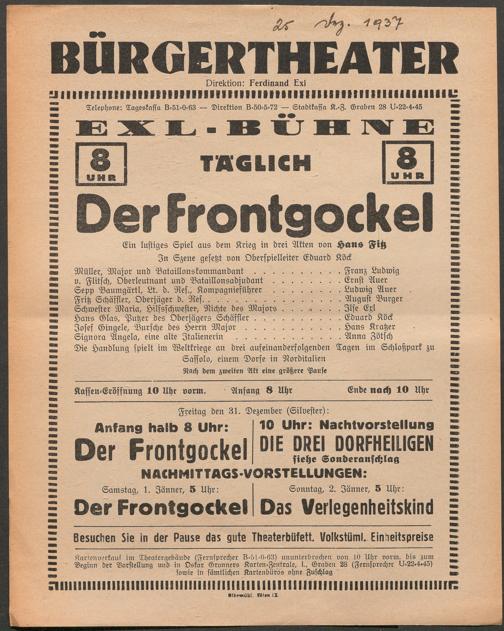 25 Dez. 1937
BÜRGERTHEATER
Direktion: Ferdinand Exl
Telephone: Tageskassa B-51-0-63 — Direktion B-50-5-72 — Stadtkassa K.-J. Graben 28 U-22-4-45
EXL-BÜHNE
8 UHR TÄGLICH 8 UHR
Der Frontgockel
Ein lustiges Spiel aus dem Krieg in drei Akten von Hans Fitz
In Szene gesetzt von Oberspielleiter Eduard Köck
Müller, Major und Bataillonskommandant . . . . . . . . . Franz Ludwig
v. Flitsch, Oberleutnant und Bataillonsadjudant . . . . . . . . . Ernst Auer
Sepp Baumgärtl, Lt. d. Res., Kompagnieführer . . . . . . . . . Ludwig Auer
Fritz Schäffler, Oberjäger d. Res. . . . . . . . . . August Burger
Schwester Maria, Hilfsschwester, Nichte des Majors . . . . . . . . . Ilse Exl
Hans Glas, Putzer des Oberjägers Schäffler . . . . . . . . . Eduard Köck
Josef Gingele, Bursche des Herrn Major . . . . . . . . . Hans Kratzer
Signora Angela, eine alte Italienerin . . . . . . . . . Anna Zötsch
Die Handlung spielt im Weltkriege an drei aufeinanderfolgenden Tagen im Schloßpark zu
Sassolo, einem Dorfe in Norditalien
Nach dem zweiten Akt eine größere Pause
Kassen-Eröffnung 10 Uhr vorm. Anfang 8 Uhr Ende nach 10 Uhr
Freitag den 31. Dezember (Silvester):
Anfang halb 8 Uhr:
Der Frontgockel
10 Uhr: Nachtvorstellung
DIE DREI DORFHEILIGEN
siehe Sonderanschlag
NACHMITTAGS-VORSTELLUNGEN:
Samstag, 1. Jänner, 5 Uhr:
Der Frontgockel
Sonntag, 2. Jänner, 5 Uhr:
Das Verlegenheitskind
Besuchen Sie in der Pause das gute Theaterbüfett. Volkstüml. Einheitspreise
Kartenverkauf im Theatergebäude (Fernsprecher B-51-0-63) ununterbrochen von 10 Uhr vorm. bis zum
Beginn der Vorstellung und in Oskar Gronners Karten-Zentrale, I., Graben 28 (Fernsprecher U-22-4-45)
sowie in sämtlichen Kartenbüros ohne Zuschlag